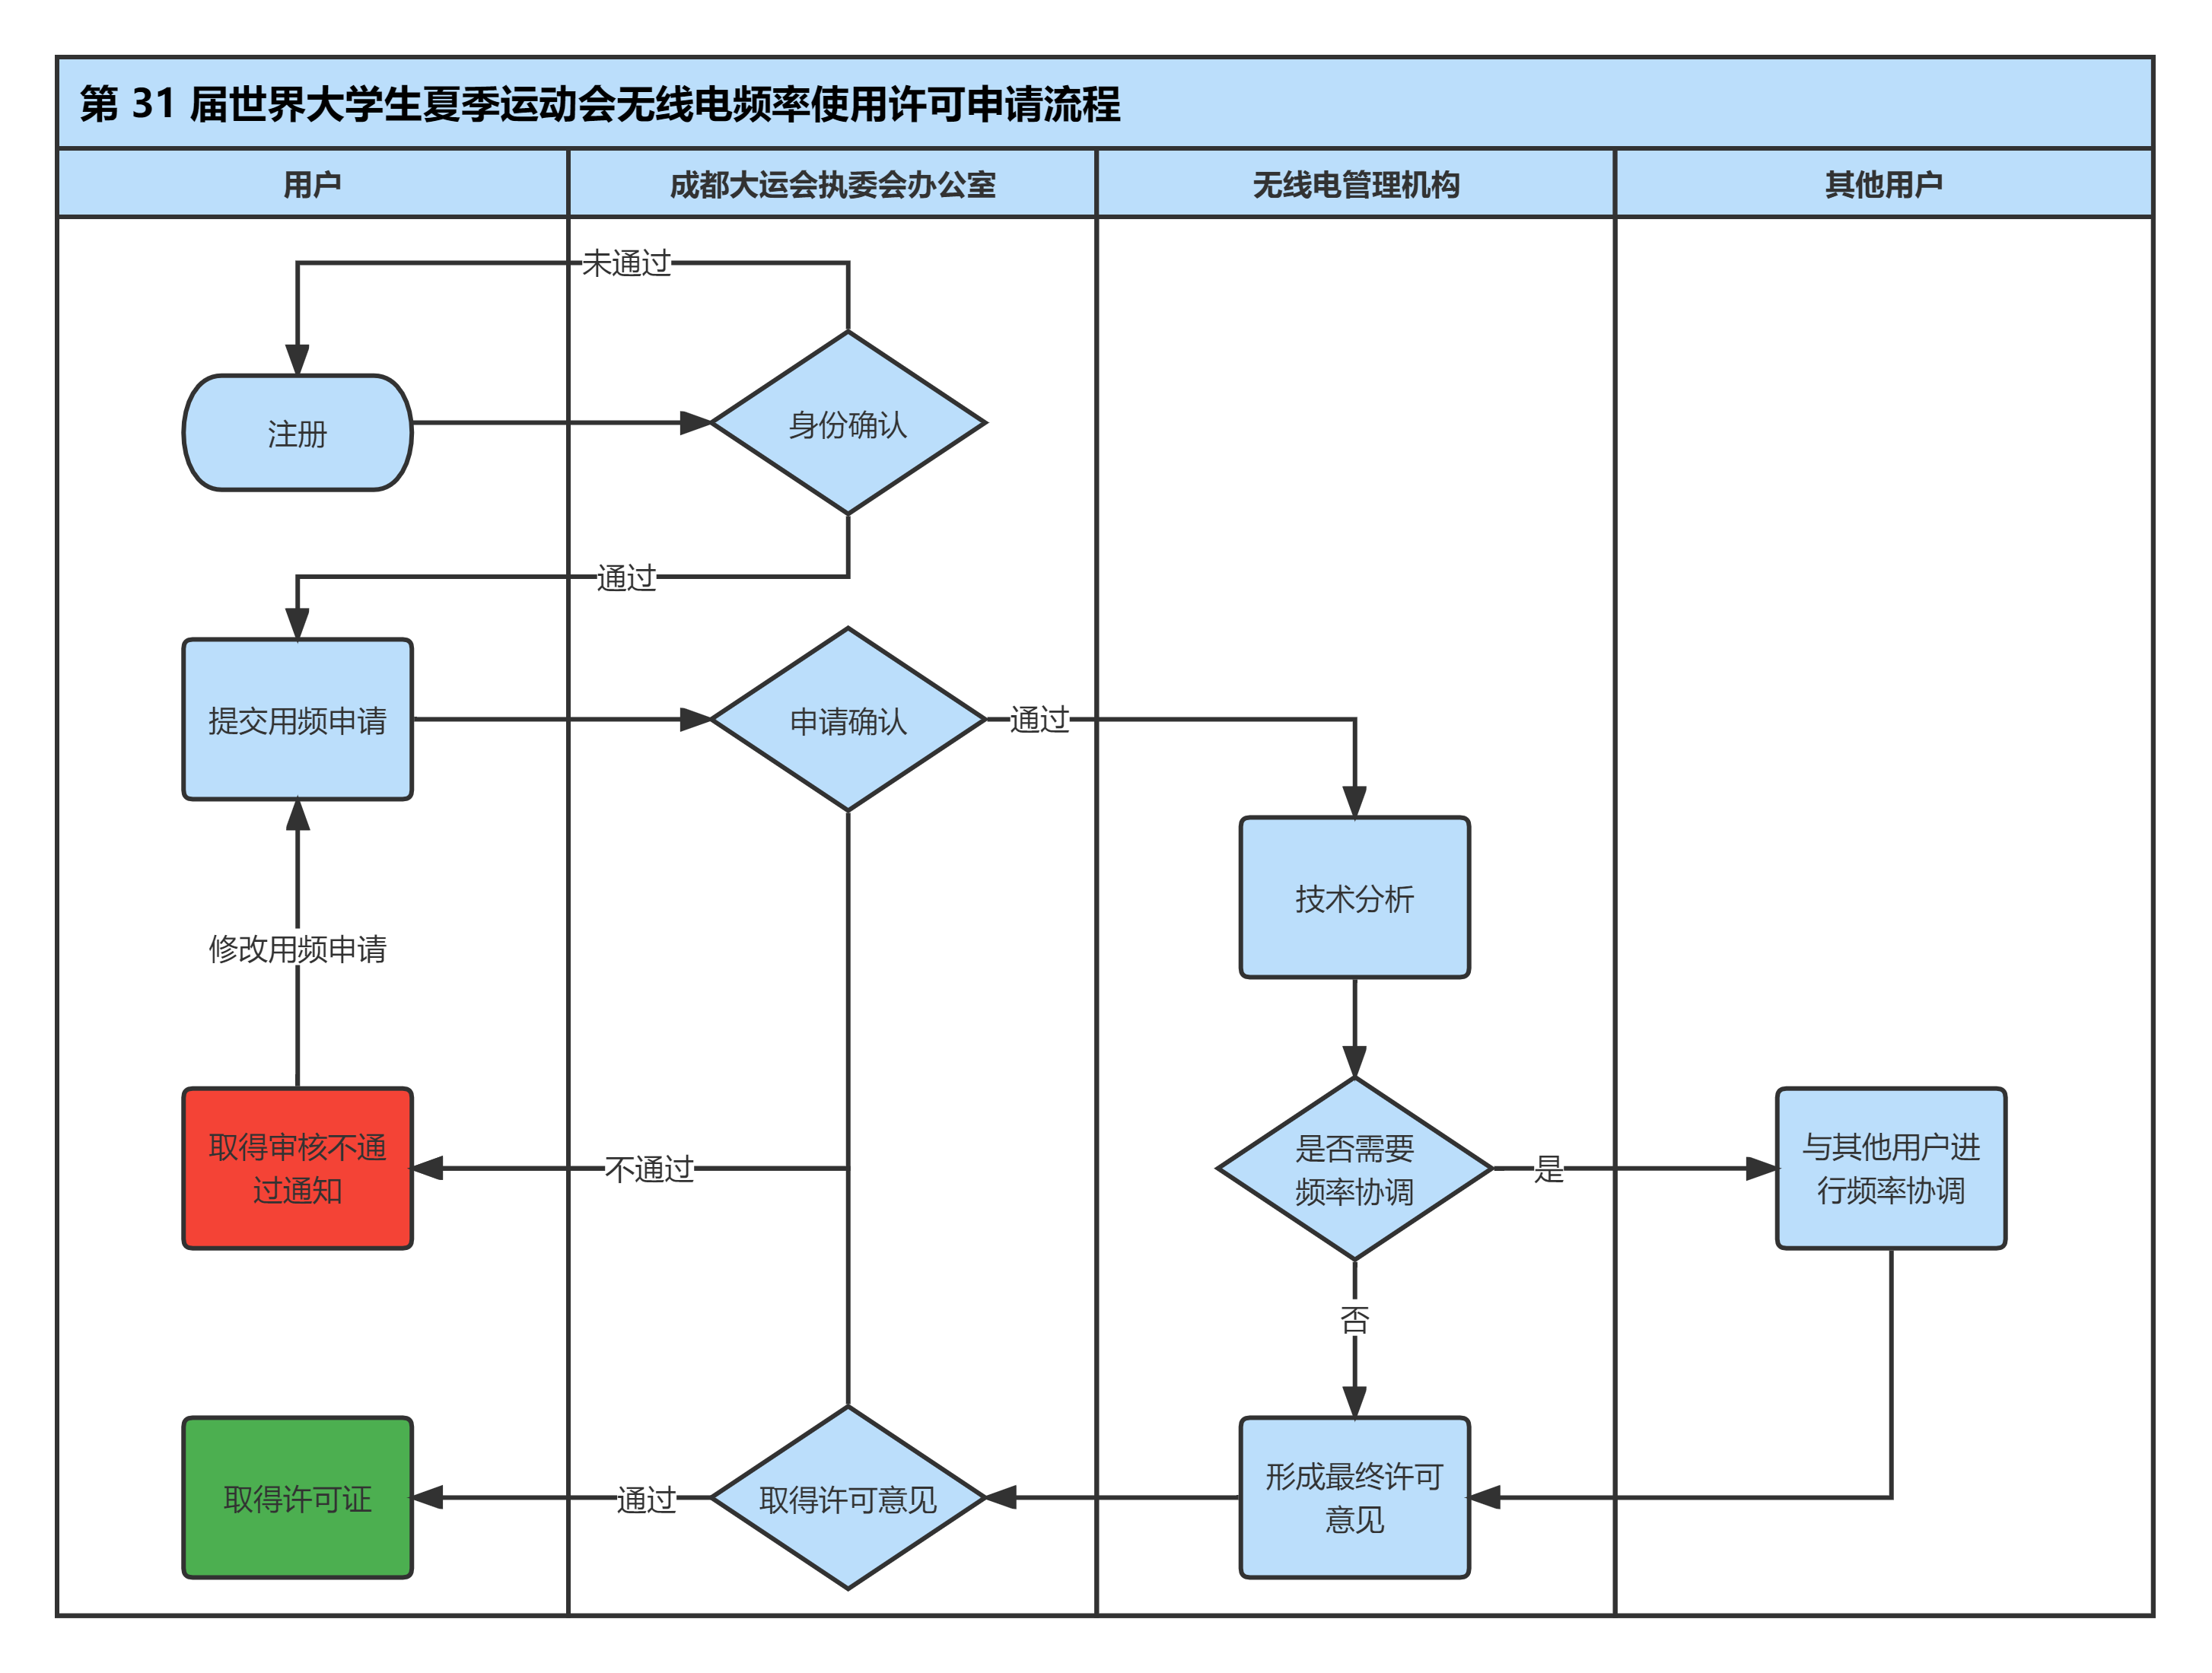 第 31 届世界大学生夏季运动会无线电频率使用许可申请流程
用户
成都大运会执委会办公室
无线电管理机构
其他用户
未通过
注册
身份确认
通过
提交用频申请
申请确认
通过
技术分析
修改用频申请
取得审核不通
过通知
不通过
是否需要
频率协调
是
与其他用户进
行频率协调
否
取得许可证
通过
取得许可意见
形成最终许可
意见